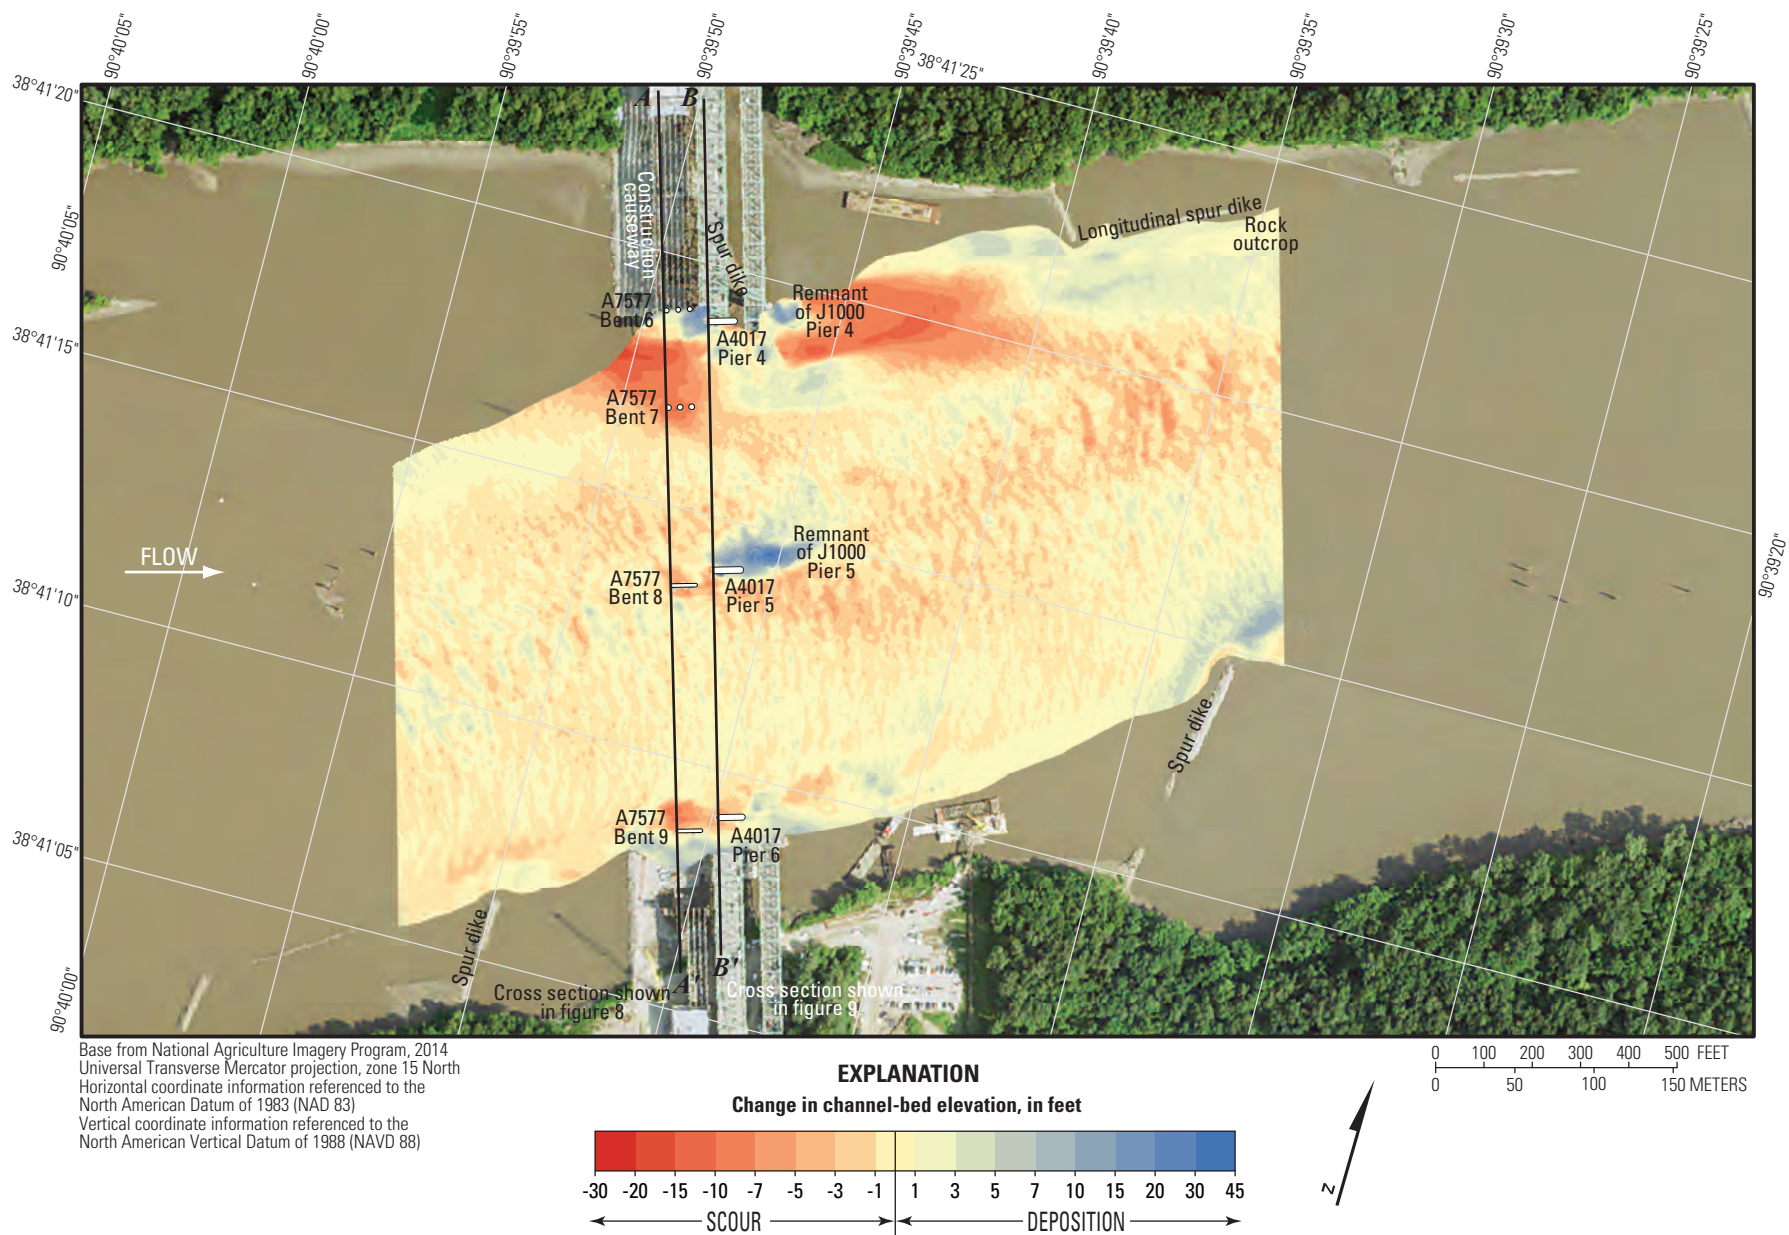 90°40'05"
90°40'00"
90°39'55"
90°39'50"
90°39'45"
38°41'25"
90°39'40"
90°39'35"
90°39'30"
90°39'25"
38°41'20"
90°40'05"
38°41'15"
38°41'10"
38°41'05"
90°40'00"
90°39'20"
A
B
Construction
causeway
Spur dike
Longitudinal spur dike
Rock
outcrop
A7577
Bent 6
Remnant
of J1000
Pier 4
A4017
Pier 4
A7577
Bent 7
FLOW
Remnant
of J1000
Pier 5
A7577
Bent 8
A4017
Pier 5
Spur dike
A7577
Bent 9
A4017
Pier 6
Spur dike
B'
A'
Cross section shown
in figure 8
Cross section shown
in figure 9
Base from National Agriculture Imagery Program, 2014
Universal Transverse Mercator projection, zone 15 North
Horizontal coordinate information referenced to the
North American Datum of 1983 (NAD 83)
Vertical coordinate information referenced to the
North American Vertical Datum of 1988 (NAVD 88)
EXPLANATION
Change in channel-bed elevation, in feet
-30 -20 -15 -10 -7 -5 -3 -1 1 3 5 7 10 15 20 30 45
SCOUR DEPOSITION
0 100 200 300 400 500 FEET
0 50 100 150 METERS
N